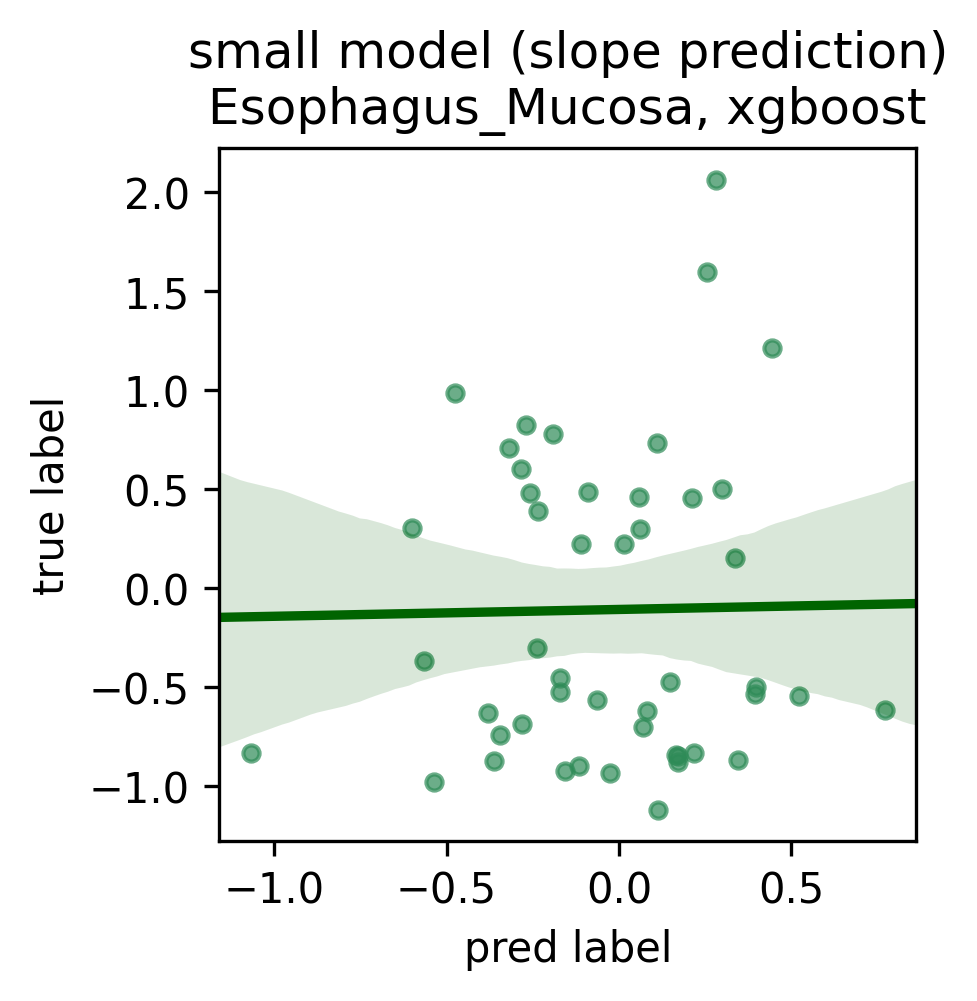 small model (slope prediction)
Esophagus_Mucosa, xgboost
2.0
1.5
1.0
0.5
0.0
−0.5
−1.0
true label
−1.0
−0.5
0.0
0.5
pred label